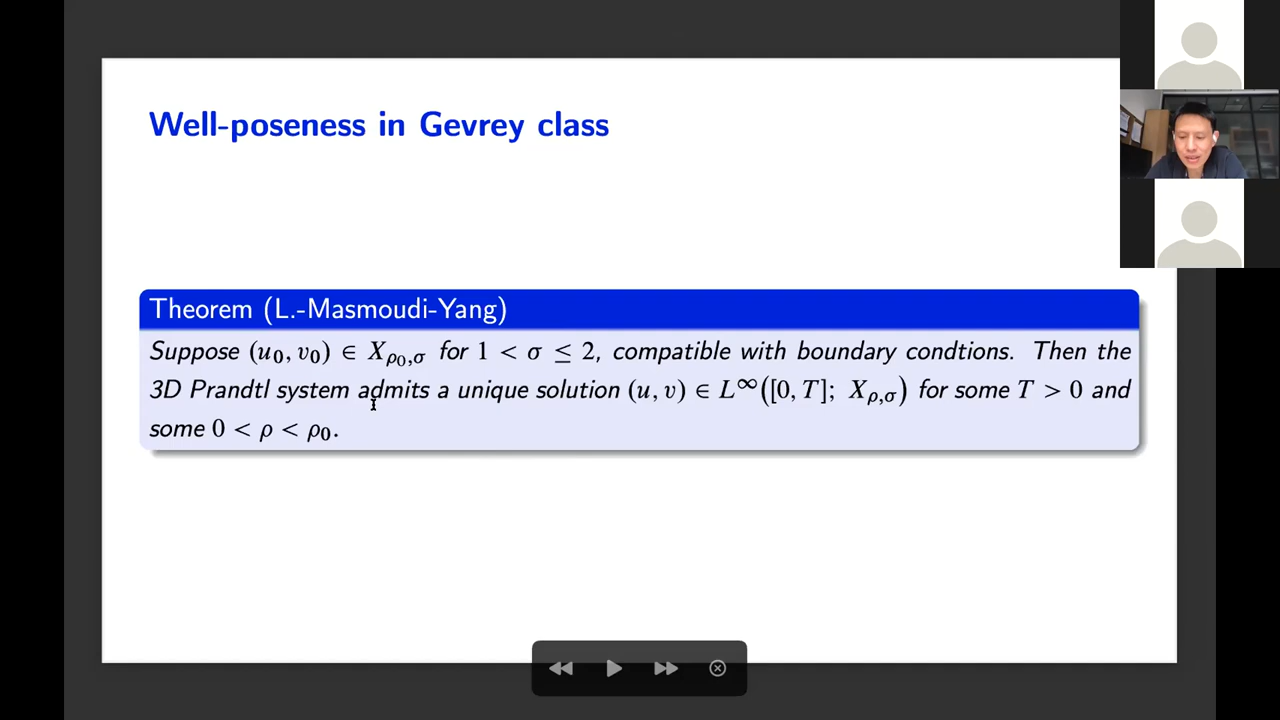 Well-poseness in Gevrey class
Theorem (L.-Masmoudi-Yang)
Suppose (u₀, v₀) ∈ X_{ρ₀,σ} for 1 < σ ≤ 2, compatible with boundary condtions. Then the
3D Prandtl system admits a unique solution (u, v) ∈ L^∞([0, T]; X_{ρ,σ}) for some T > 0 and
some 0 < ρ < ρ₀.